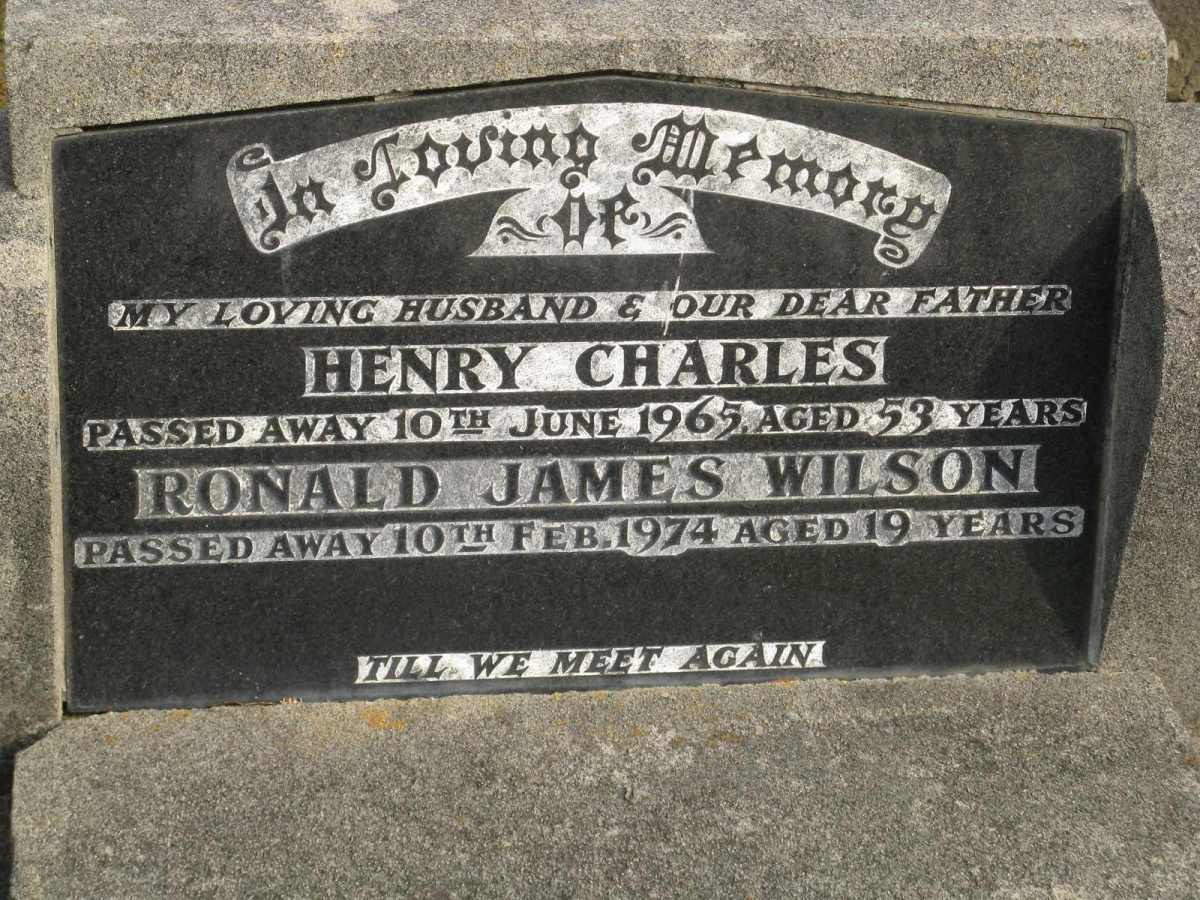 In Loving Memory
Of
MY LOVING HUSBAND & OUR DEAR FATHER
HENRY CHARLES
PASSED AWAY 10TH JUNE 1965. AGED 53 YEARS
RONALD JAMES WILSON
PASSED AWAY 10TH FEB. 1974 AGED 19 YEARS
TILL WE MEET AGAIN